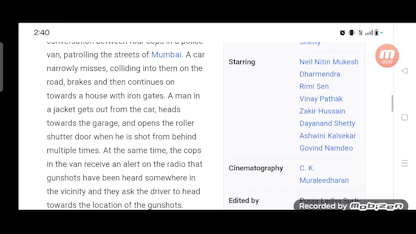 2:40
conversation between four cops in a police
van, patrolling the streets of Mumbai. A car
narrowly misses, colliding into them on the
road, brakes and then continues on
towards a house with iron gates. A man in
a jacket gets out from the car, heads
towards the garage, and opens the roller
shutter door when he is shot from behind
multiple times. At the same time, the cops
in the van receive an alert on the radio that
gunshots have been heard somewhere in
the vicinity and they ask the driver to head
towards the location of the gunshots.
Shetty
Starring
Neil Nitin Mukesh
Dharmendra
Rimi Sen
Vinay Pathak
Zakir Hussain
Dayanand Shetty
Ashwini Kalsekar
Govind Namdeo
Cinematography
C. K.
Muraleedharan
Edited by
Recorded by Mobizen